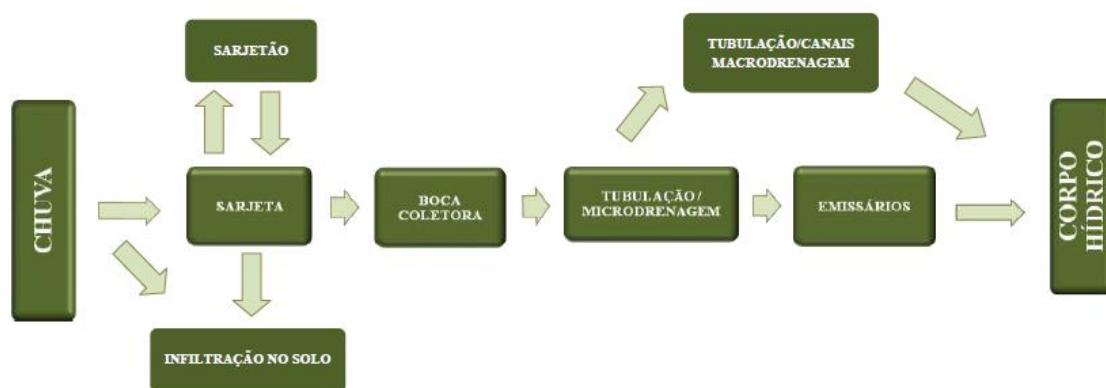 SARJETÃO
TUBULAÇÃO/CANAIS
MACRODRENAGEM
CHUVA
SARJETA
BOCA
COLETORA
TUBULAÇÃO /
MICRODRENAGEM
EMISSÁRIOS
CORPO
HÍDRICO
INFILTRAÇÃO NO SOLO